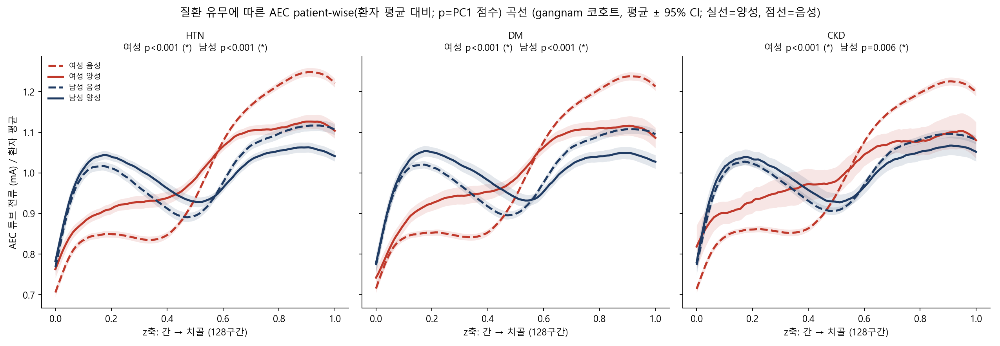 질환 유무에 따른 AEC patient-wise(환자 평균 대비; p=PC1 점수) 곡선 (gangnam 코호트, 평균 ± 95% CI; 실선=양성, 점선=음성)
HTN
여성 p<0.001 (*) 남성 p<0.001 (*)
DM
여성 p<0.001 (*) 남성 p<0.001 (*)
CKD
여성 p<0.001 (*) 남성 p=0.006 (*)
여성 음성
여성 양성
남성 음성
남성 양성
AEC 튜브 전류 (mA) / 환자 평균
1.2
1.1
1.0
0.9
0.8
0.7
0.0 0.2 0.4 0.6 0.8 1.0
z축: 간 → 치골 (128구간)
0.0 0.2 0.4 0.6 0.8 1.0
z축: 간 → 치골 (128구간)
0.0 0.2 0.4 0.6 0.8 1.0
z축: 간 → 치골 (128구간)